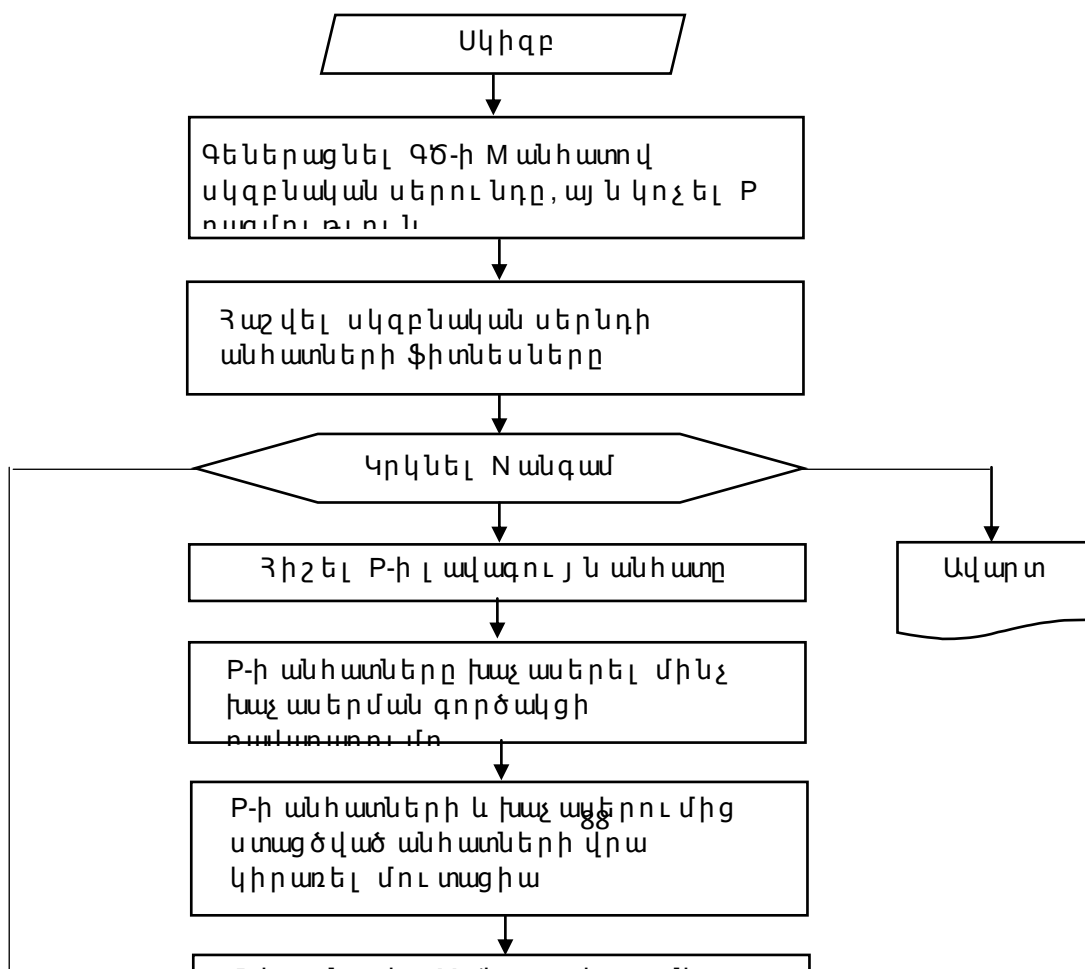 Սկիզբ
Գեներացնել ԳԾ-ի M անհատով
սկզբնական սերունդը, այն կոչել P
Հաշվել սկզբնական սերնդի
անհատների ֆիտնեսները
Կրկնել N անգամ
Հիշել P-ի լավագույն անհատը
Ավարտ
P-ի անհատները խաչասերել մինչ
խաչասերման գործակցի
P-ի անհատների և խաչասերումից
88
ստացծված անհատների վրա
կիրառել մուտացիա